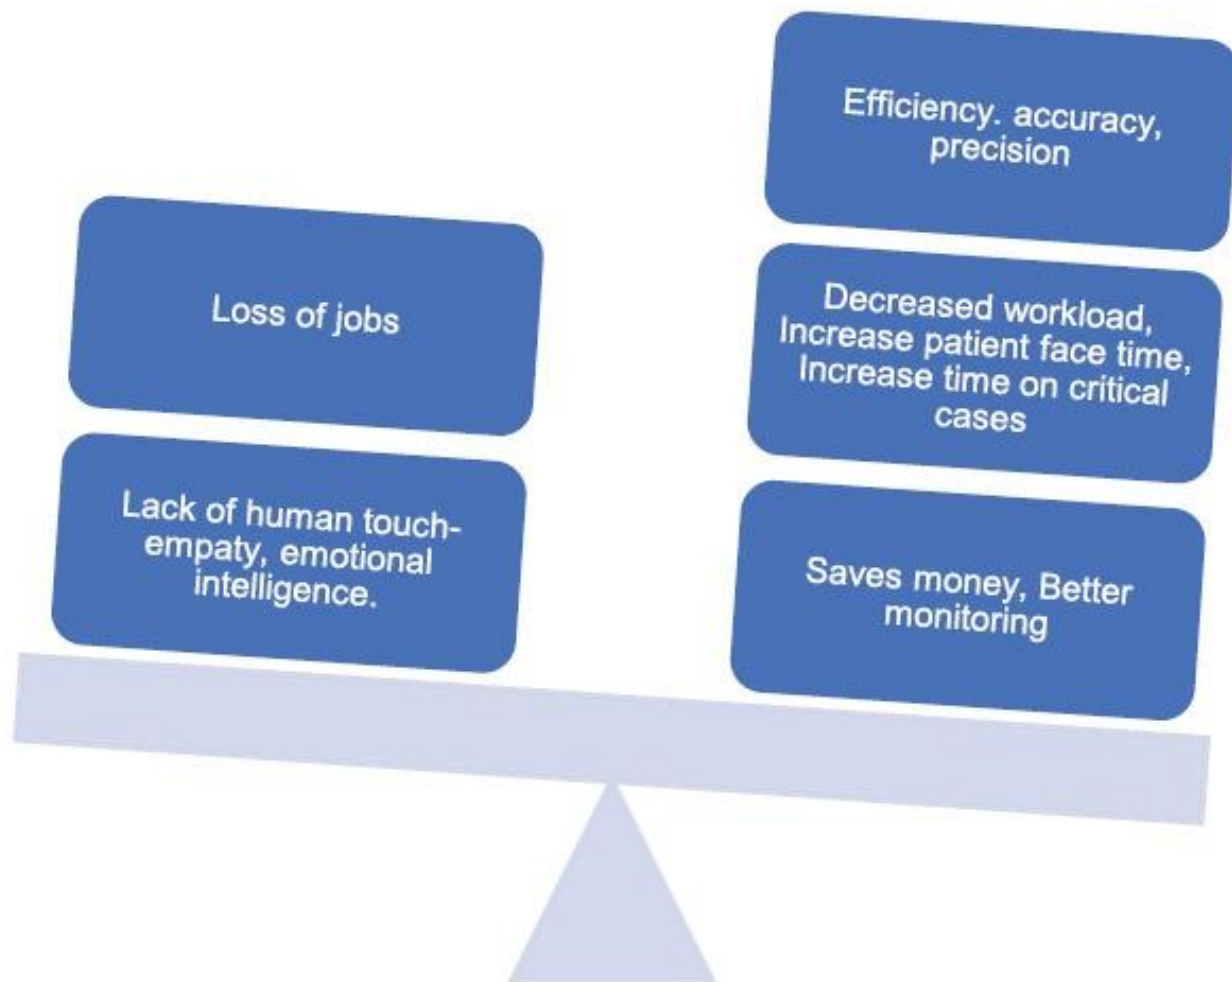 Loss of jobs
Lack of human touch-
empaty, emotional
intelligence.
Efficiency. accuracy,
precision
Decreased workload,
Increase patient face time,
Increase time on critical
cases
Saves money, Better
monitoring